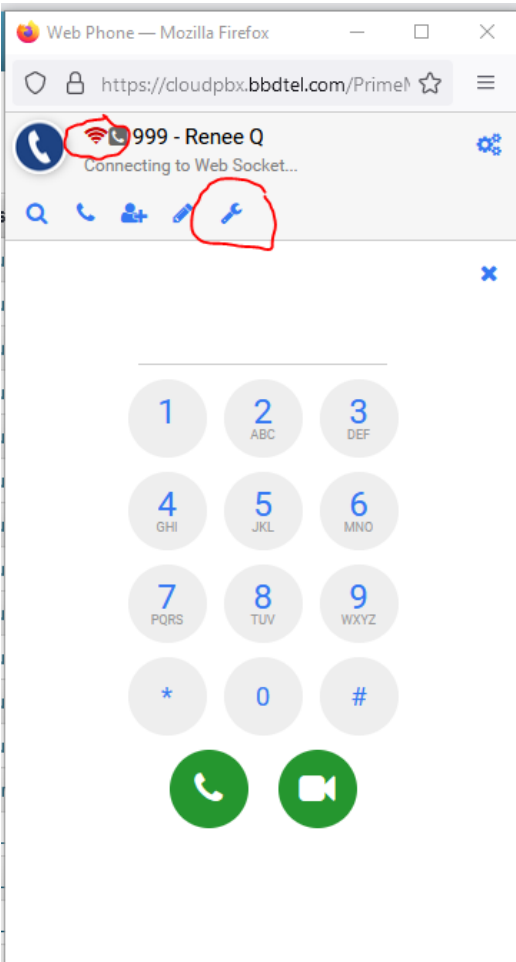 Web Phone — Mozilla Firefox
https://cloudpbx.bbdtel.com/Prime
999 - Renee Q
Connecting to Web Socket...
1 2 3
ABC DEF
4 5 6
GHI JKL MNO
7 8 9
PQRS TUV WXYZ
* 0 #